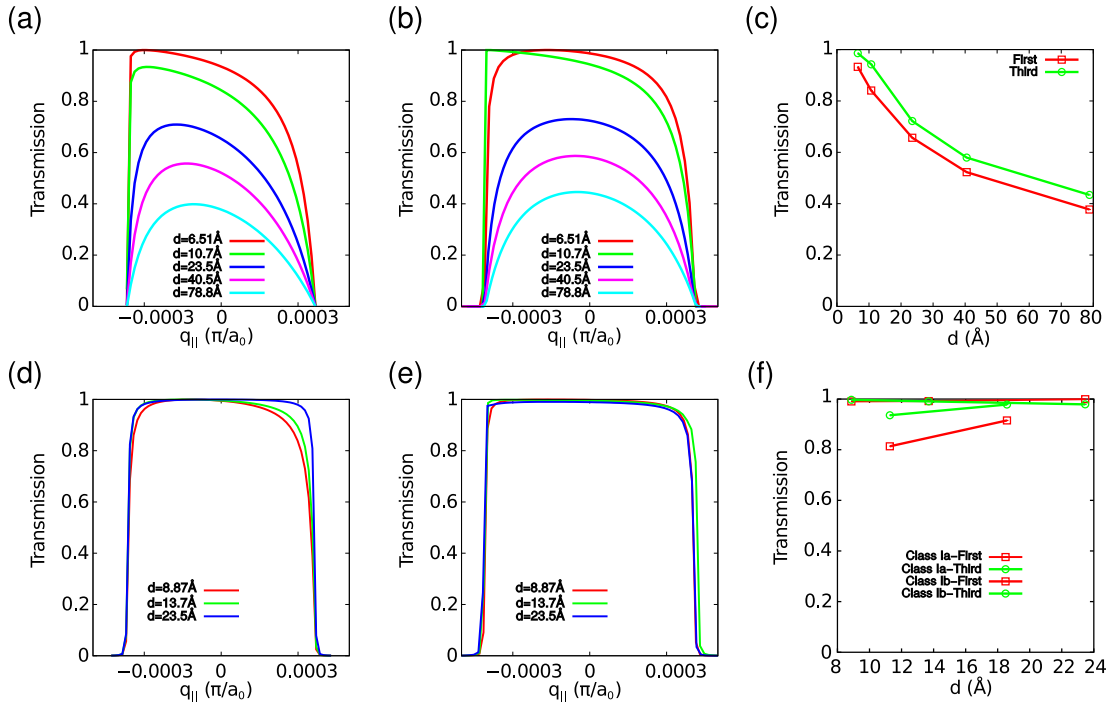 (a)
1
0.8
0.6
0.4
0.2
0
Transmission
d=6.51Å
d=10.7Å
d=23.5Å
d=40.5Å
d=78.8Å
−0.0003 0 0.0003
q|| (π/a0)
(b)
1
0.8
0.6
0.4
0.2
0
Transmission
d=6.51Å
d=10.7Å
d=23.5Å
d=40.5Å
d=78.8Å
−0.0003 0 0.0003
q|| (π/a0)
(c)
1
0.8
0.6
0.4
0.2
0
Transmission
First
Third
0 10 20 30 40 50 60 70 80
d (Å)
(d)
1
0.8
0.6
0.4
0.2
0
Transmission
d=8.87Å
d=13.7Å
d=23.5Å
−0.0003 0 0.0003
q|| (π/a0)
(e)
1
0.8
0.6
0.4
0.2
0
Transmission
d=8.87Å
d=13.7Å
d=23.5Å
−0.0003 0 0.0003
q|| (π/a0)
(f)
1
0.8
0.6
0.4
0.2
0
Transmission
Class Ia−First
Class Ia−Third
Class Ib−First
Class Ib−Third
8 10 12 14 16 18 20 22 24
d (Å)